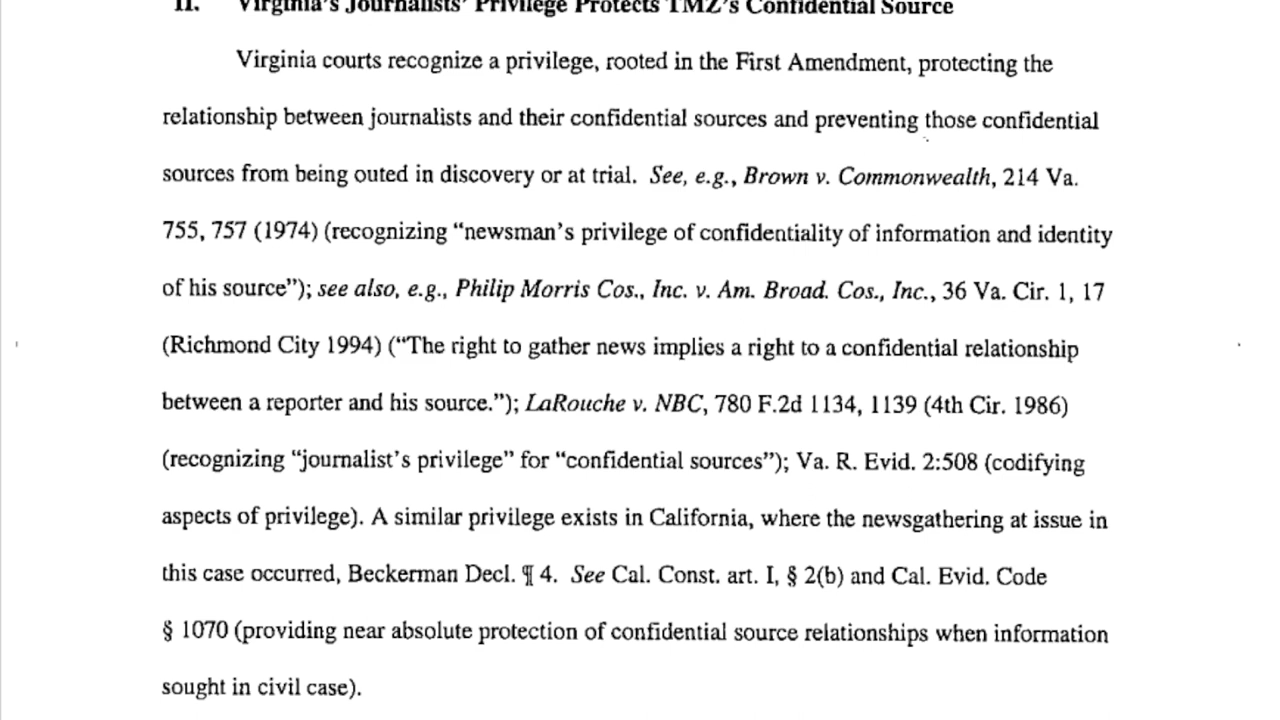 II. Virginia's Journalists' Privilege Protects TMZ's Confidential Source
Virginia courts recognize a privilege, rooted in the First Amendment, protecting the
relationship between journalists and their confidential sources and preventing those confidential
sources from being outed in discovery or at trial. See, e.g., Brown v. Commonwealth, 214 Va.
755, 757 (1974) (recognizing “newsman’s privilege of confidentiality of information and identity
of his source”); see also, e.g., Philip Morris Cos., Inc. v. Am. Broad. Cos., Inc., 36 Va. Cir. 1, 17
(Richmond City 1994) (“The right to gather news implies a right to a confidential relationship
between a reporter and his source.”); LaRouche v. NBC, 780 F.2d 1134, 1139 (4th Cir. 1986)
(recognizing “journalist’s privilege” for “confidential sources”); Va. R. Evid. 2:508 (codifying
aspects of privilege). A similar privilege exists in California, where the newsgathering at issue in
this case occurred, Beckerman Decl. ¶ 4. See Cal. Const. art. I, § 2(b) and Cal. Evid. Code
§ 1070 (providing near absolute protection of confidential source relationships when information
sought in civil case).